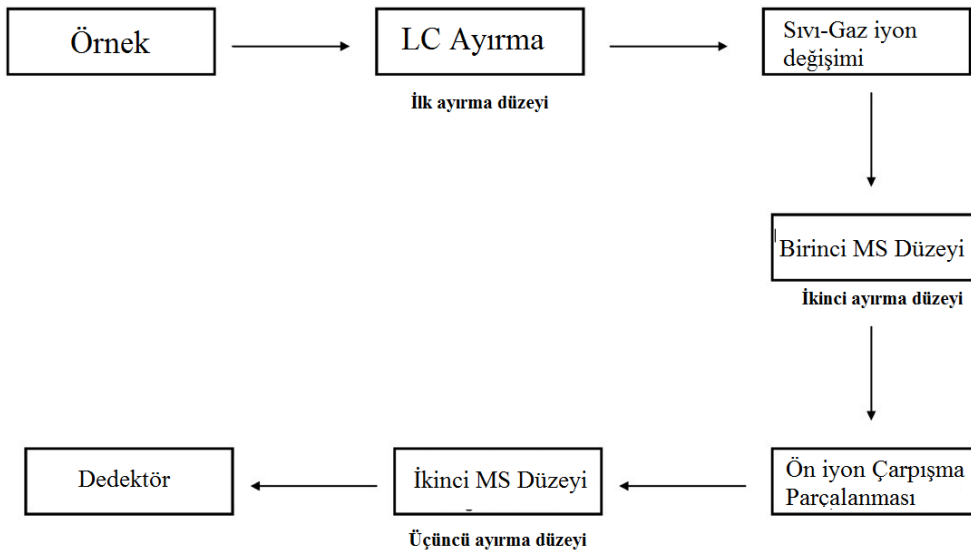 Örnek
LC Ayırma
İlk ayırma düzeyi
Sıvı-Gaz iyon
değişimi
Birinci MS Düzeyi
İkinci ayırma düzeyi
Ön iyon Çarpışma
Parçalanması
İkinci MS Düzeyi
Üçüncü ayırma düzeyi
Dedektör